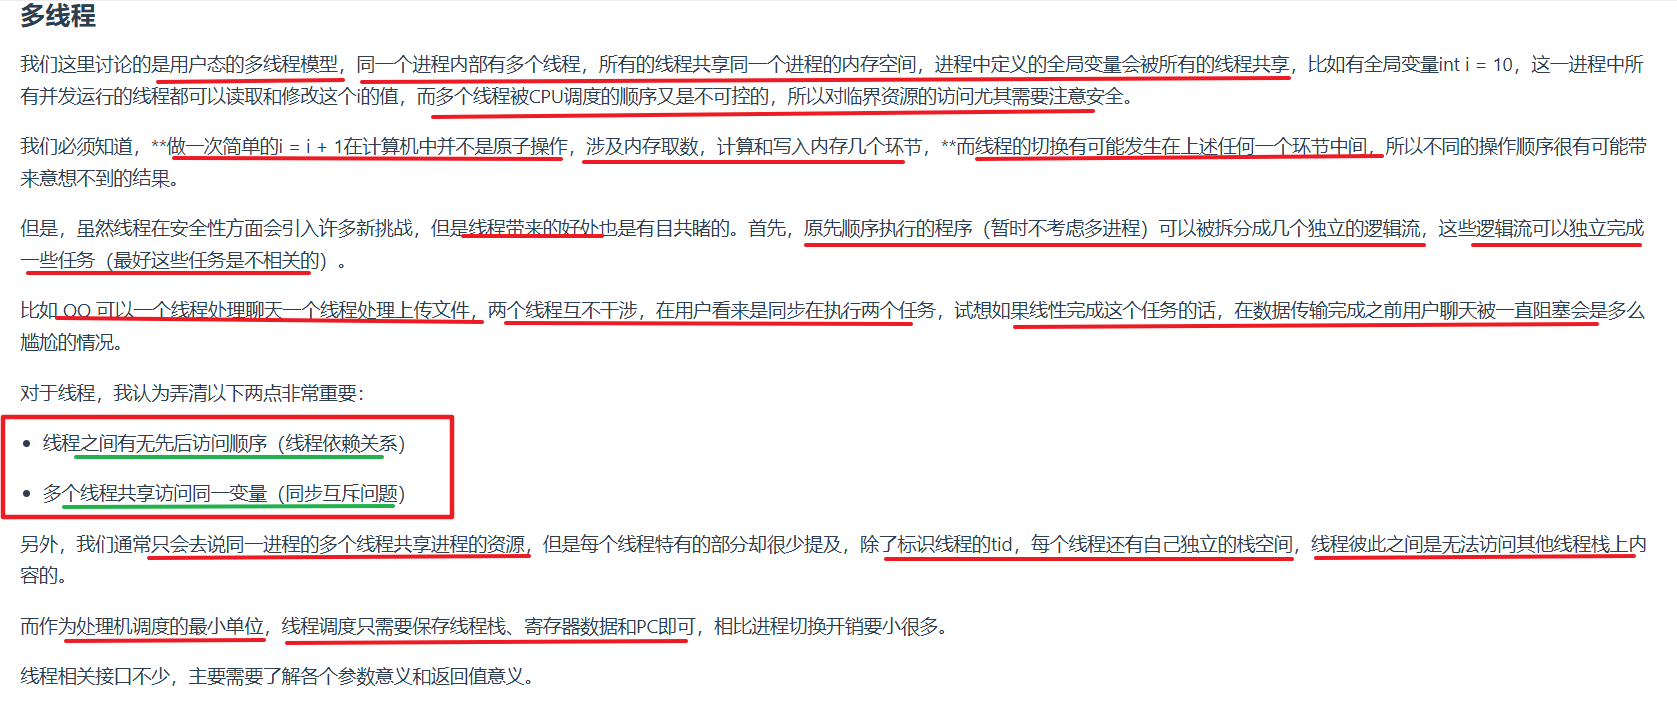 多线程
我们这里讨论的是用户态的多线程模型，同一个进程内部有多个线程，所有的线程共享同一个进程的内存空间，进程中定义的全局变量会被所有的线程共享，比如有全局变量int i = 10，这一进程中所
有并发运行的线程都可以读取和修改这个i的值，而多个线程被CPU调度的顺序又是不可控的，所以对临界资源的访问尤其需要注意安全。
我们必须知道，**做一次简单的i = i + 1在计算机中并不是原子操作，涉及内存取数，计算和写入内存几个环节，**而线程的切换有可能发生在上述任何一个环节中间，所以不同的操作顺序很有可能带
来意想不到的结果。
但是，虽然线程在安全性方面会引入许多新挑战，但是线程带来的好处也是有目共睹的。首先，原先顺序执行的程序（暂时不考虑多进程）可以被拆分成几个独立的逻辑流，这些逻辑流可以独立完成
一些任务（最好这些任务是不相关的）。
比如 QQ 可以一个线程处理聊天一个线程处理上传文件，两个线程互不干涉，在用户看来是同步在执行两个任务，试想如果线性完成这个任务的话，在数据传输完成之前用户聊天被一直阻塞会是多么
尴尬的情况。
对于线程，我认为弄清以下两点非常重要：
• 线程之间有无先后访问顺序（线程依赖关系）
• 多个线程共享访问同一变量（同步互斥问题）
另外，我们通常只会去说同一进程的多个线程共享进程的资源，但是每个线程特有的部分却很少提及，除了标识线程的tid，每个线程还有自己独立的栈空间，线程彼此之间是无法访问其他线程栈上内
容的。
而作为处理机调度的最小单位，线程调度只需要保存线程栈、寄存器数据和PC即可，相比进程切换开销要小很多。
线程相关接口不少，主要需要了解各个参数意义和返回值意义。